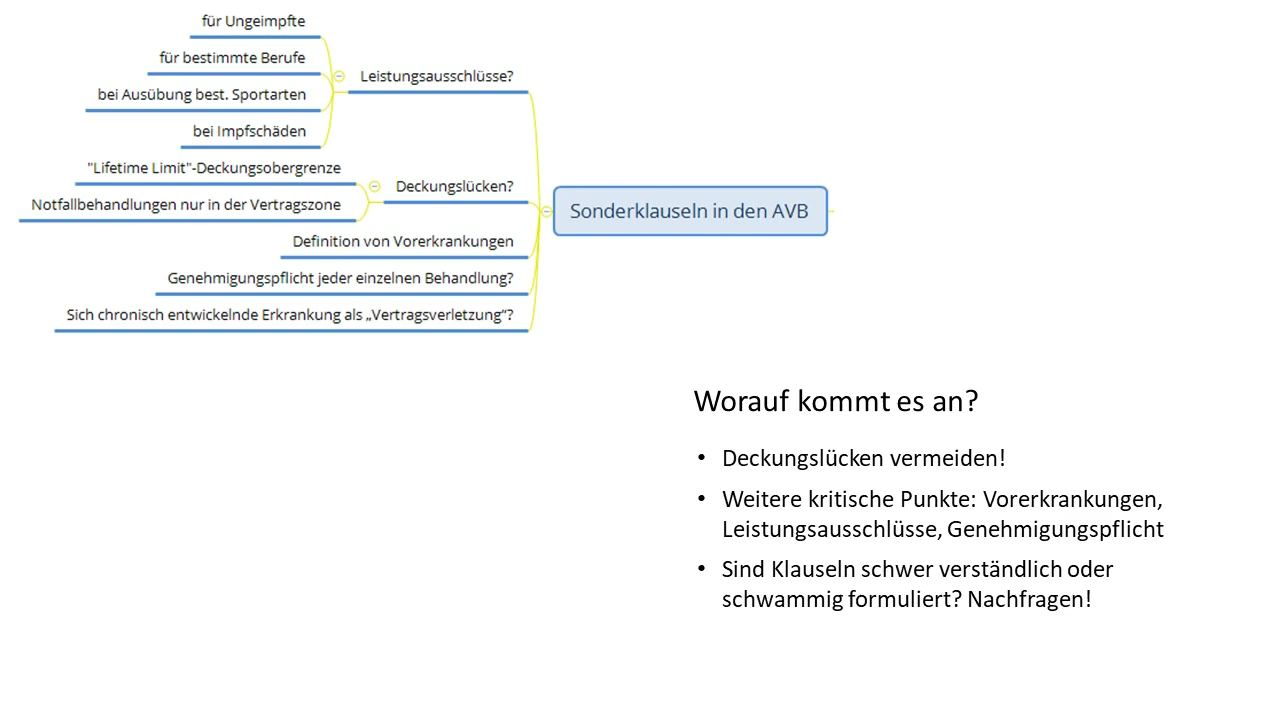 für Ungeimpfte
für bestimmte Berufe
Leistungsausschlüsse?
bei Ausübung best. Sportarten
bei Impfschäden
"Lifetime Limit"-Deckungsobergrenze
Deckungslücken?
Notfallbehandlungen nur in der Vertragszone
Sonderklauseln in den AVB
Definition von Vorerkrankungen
Genehmigungspflicht jeder einzelnen Behandlung?
Sich chronisch entwickelnde Erkrankung als „Vertragsverletzung“?
Worauf kommt es an?
• Deckungslücken vermeiden!
• Weitere kritische Punkte: Vorerkrankungen,
Leistungsausschlüsse, Genehmigungspflicht
• Sind Klauseln schwer verständlich oder
schwammig formuliert? Nachfragen!